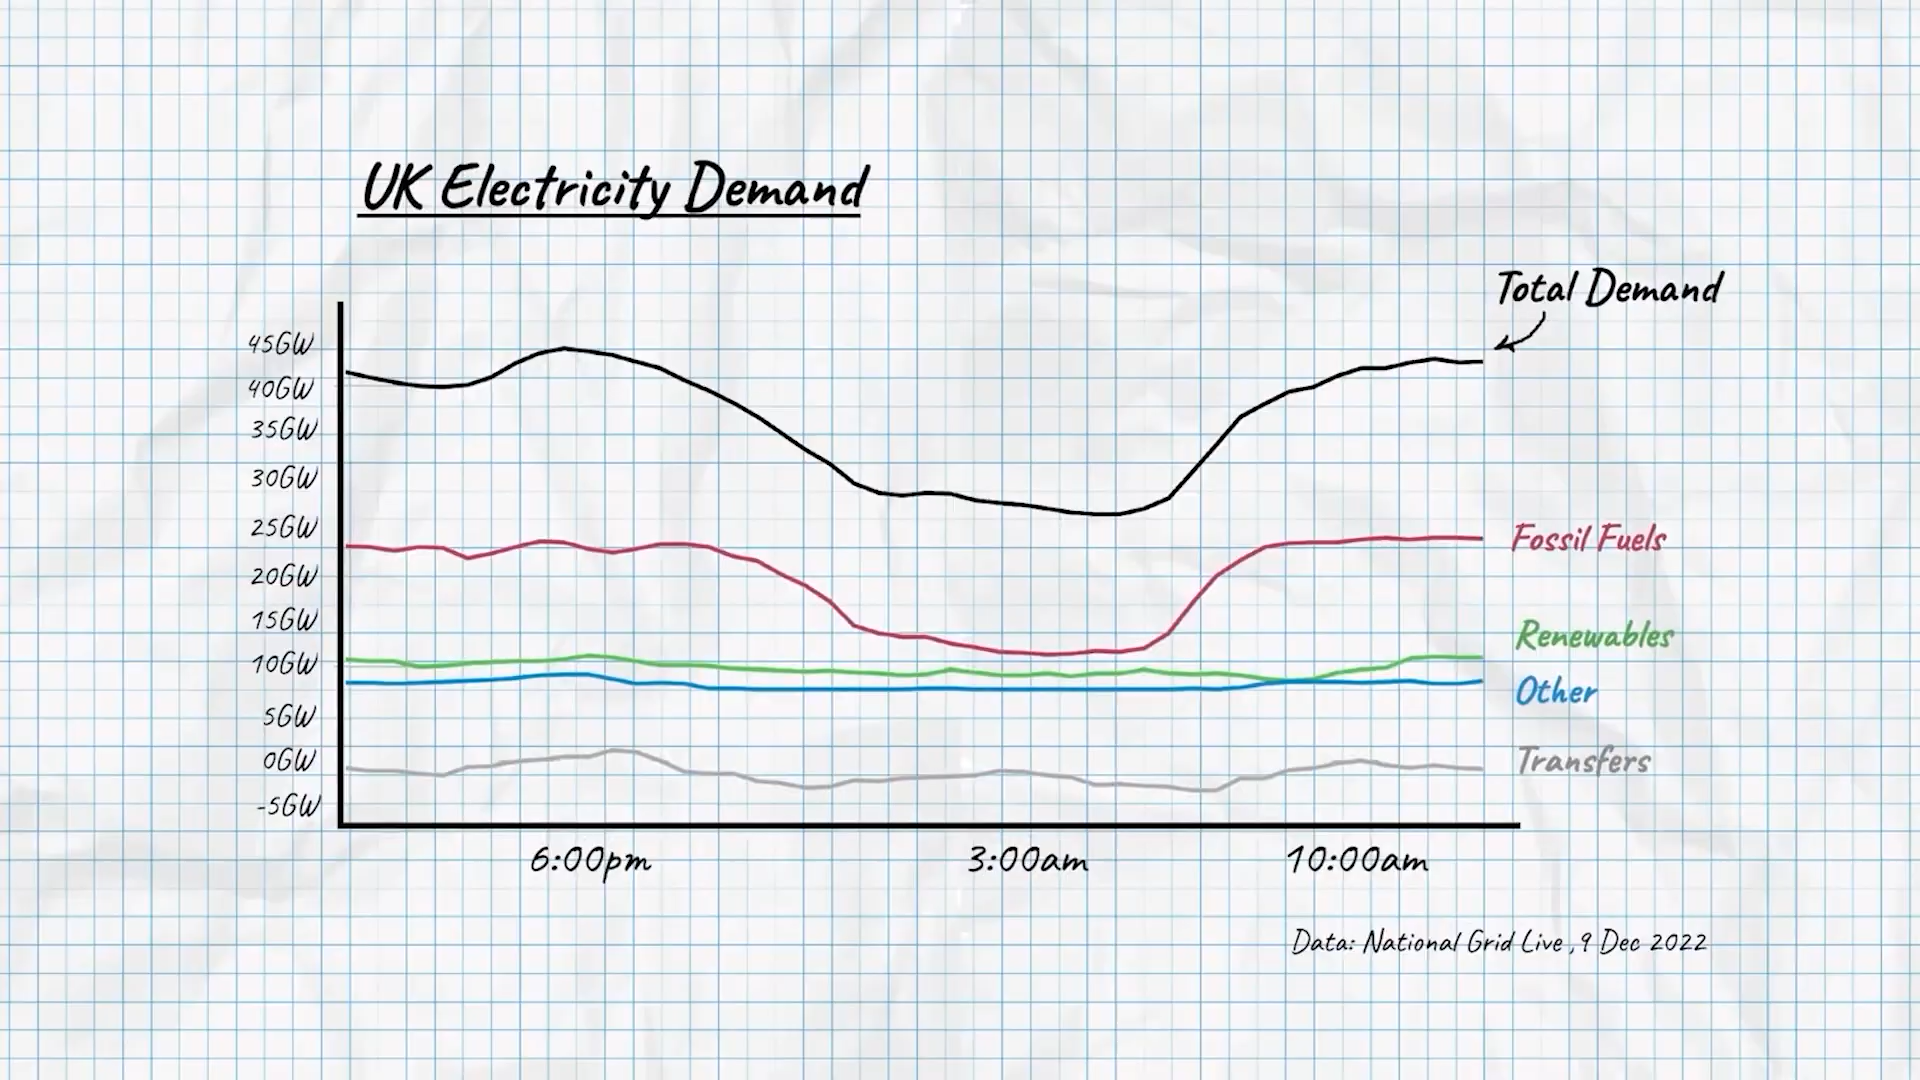 UK Electricity Demand
Total Demand
45GW
40GW
35GW
30GW
25GW
20GW
15GW
10GW
5GW
0GW
-5GW
Fossil Fuels
Renewables
Other
Transfers
6:00pm
3:00am
10:00am
Data: National Grid Live, 9 Dec 2022